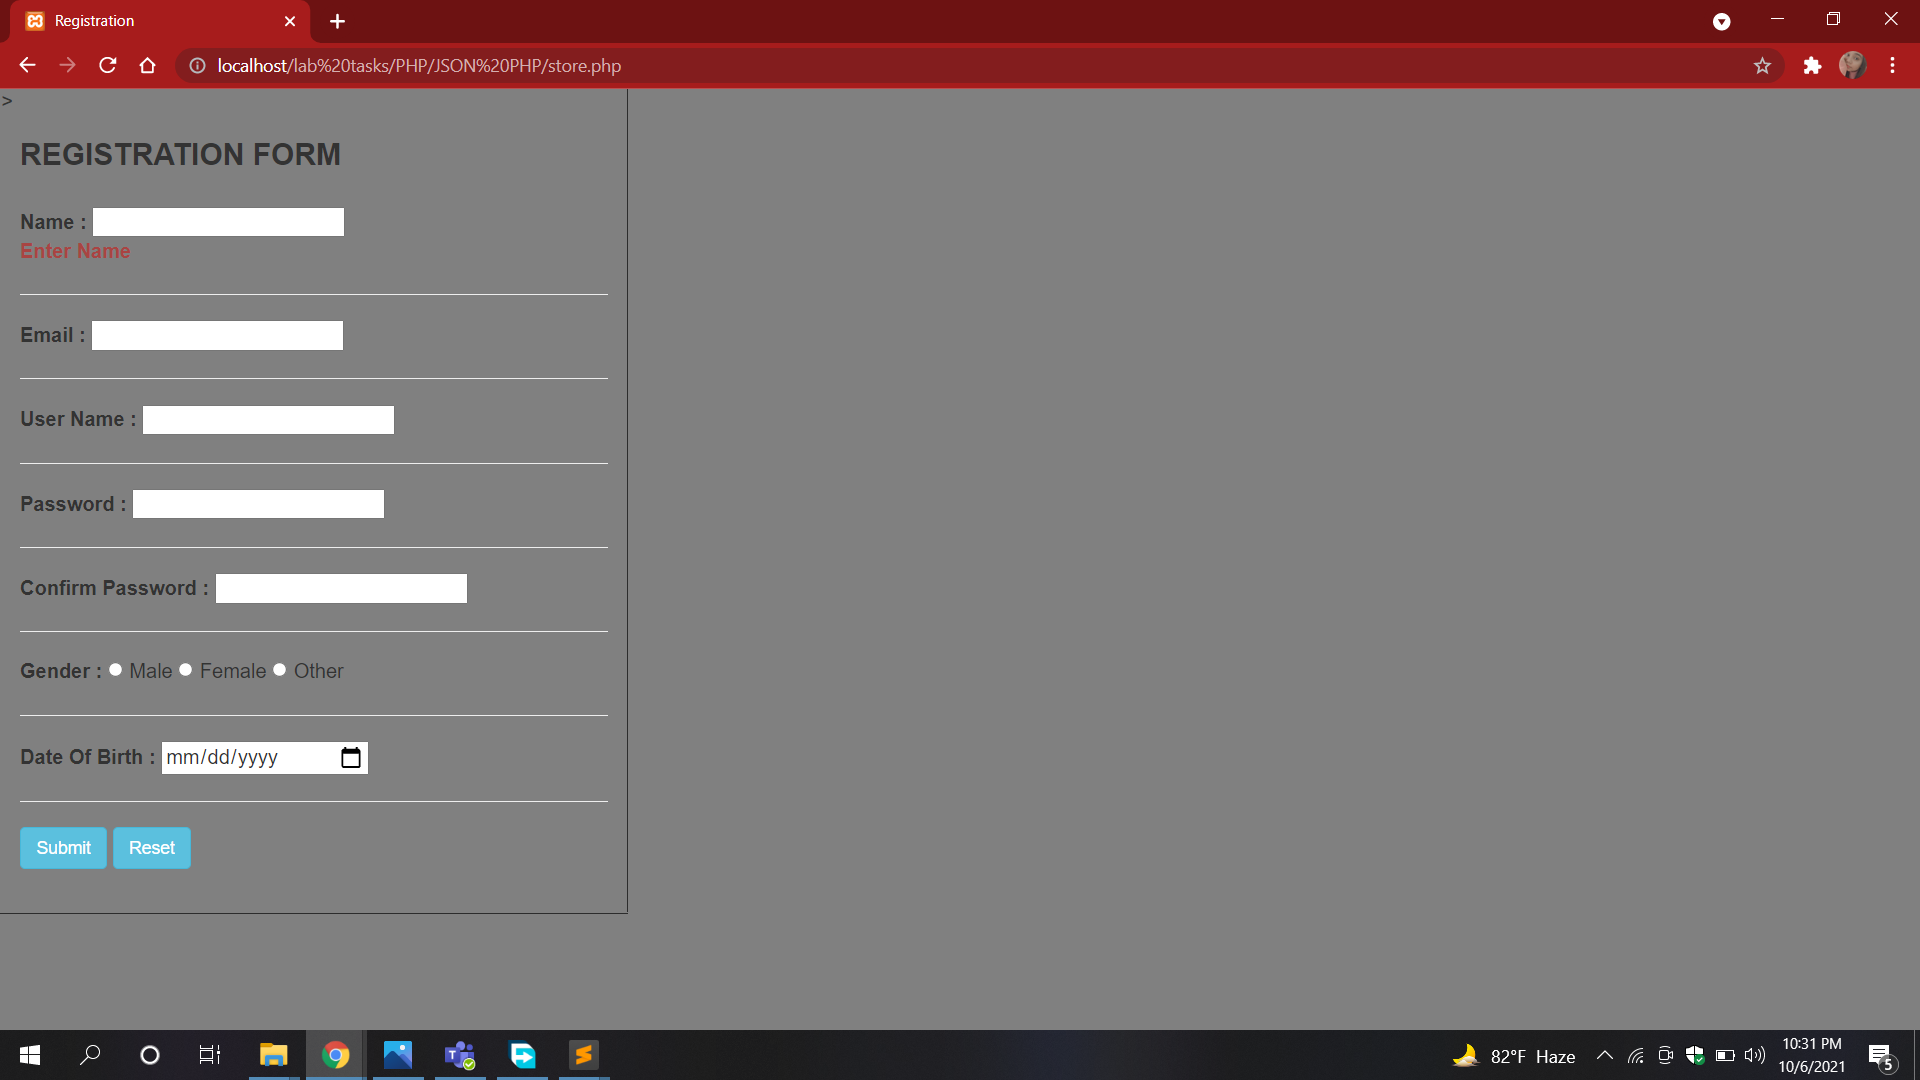 Registration
localhost/lab%20tasks/PHP/JSON%20PHP/store.php
>
REGISTRATION FORM
Name :
Enter Name
Email :
User Name :
Password :
Confirm Password :
Gender : Male Female Other
Date Of Birth : mm/dd/yyyy
Submit Reset
82°F Haze
10:31 PM
10/6/2021
5